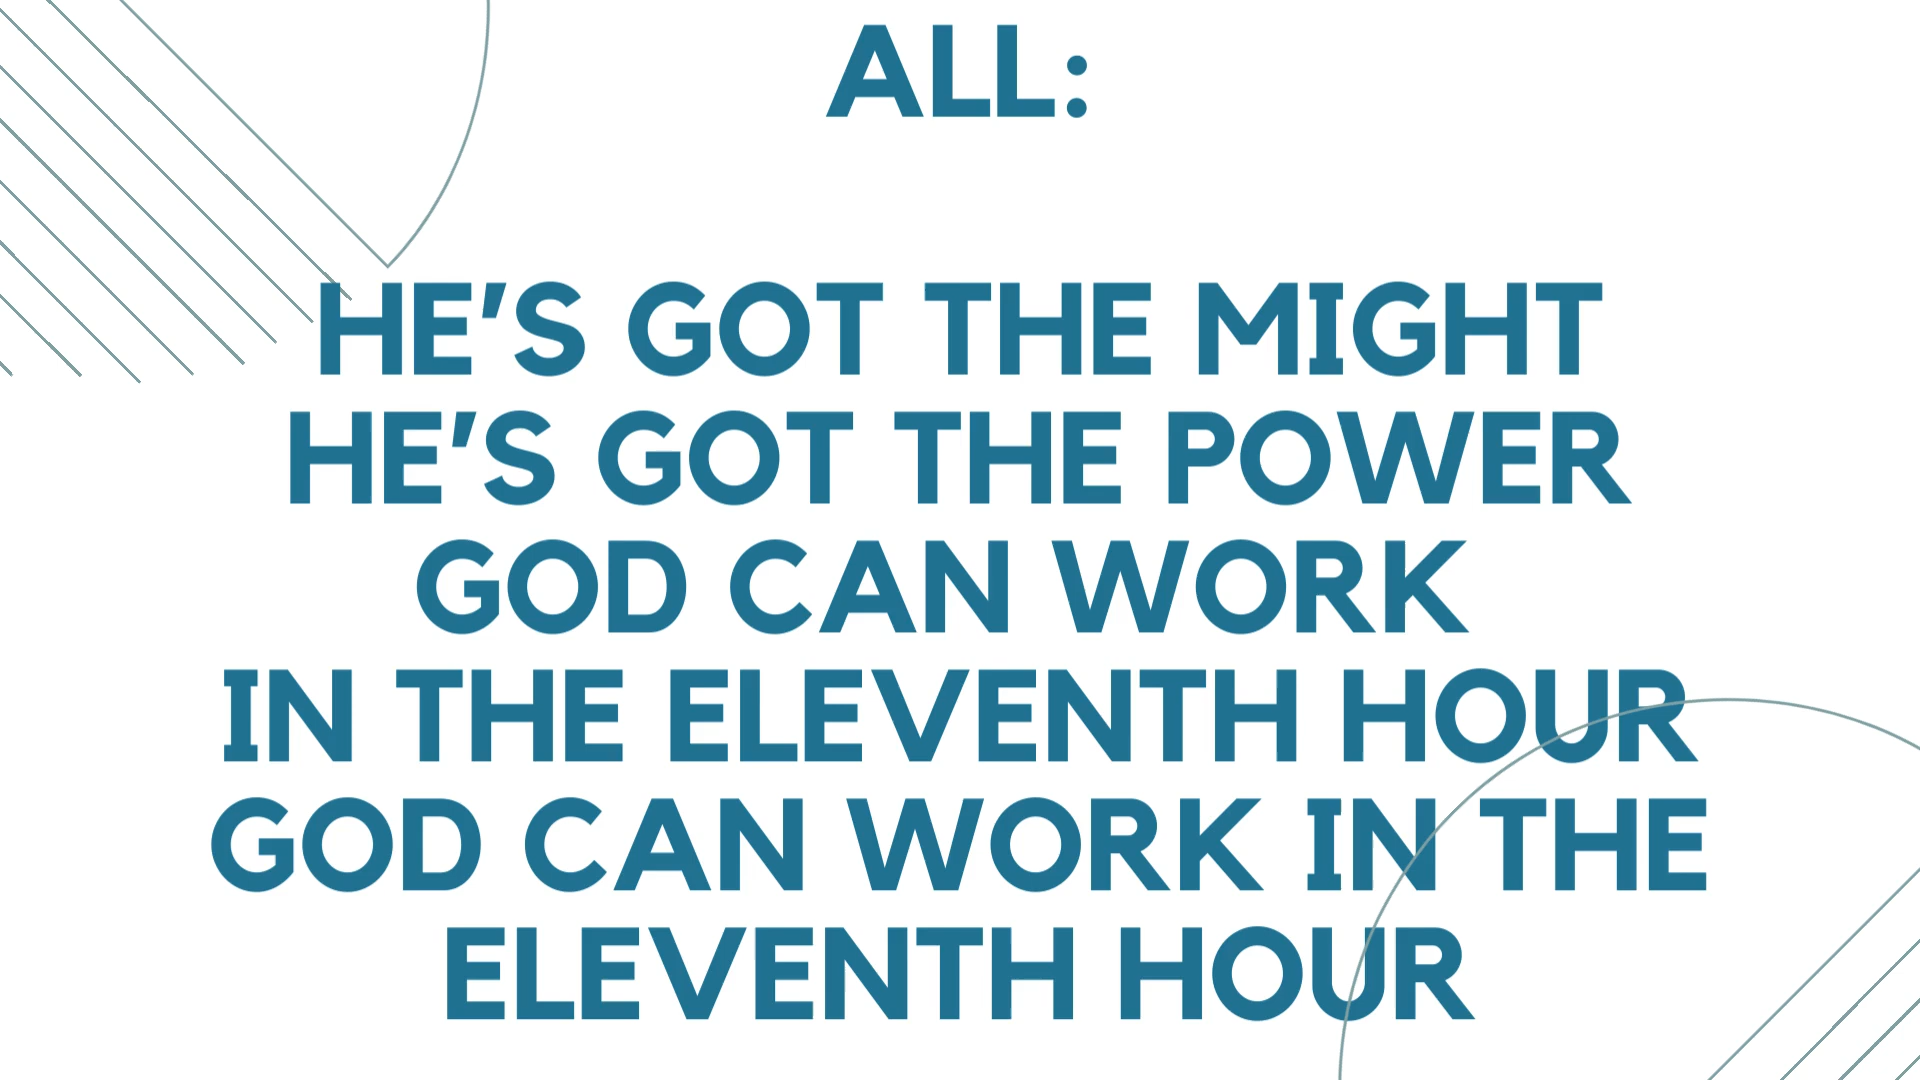 ALL:
HE'S GOT THE MIGHT
HE'S GOT THE POWER
GOD CAN WORK
IN THE ELEVENTH HOUR
GOD CAN WORK IN THE
ELEVENTH HOUR